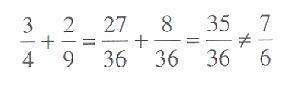 3/4 + 2/9 = 27/36 + 8/36 = 35/36 ≠ 7/6